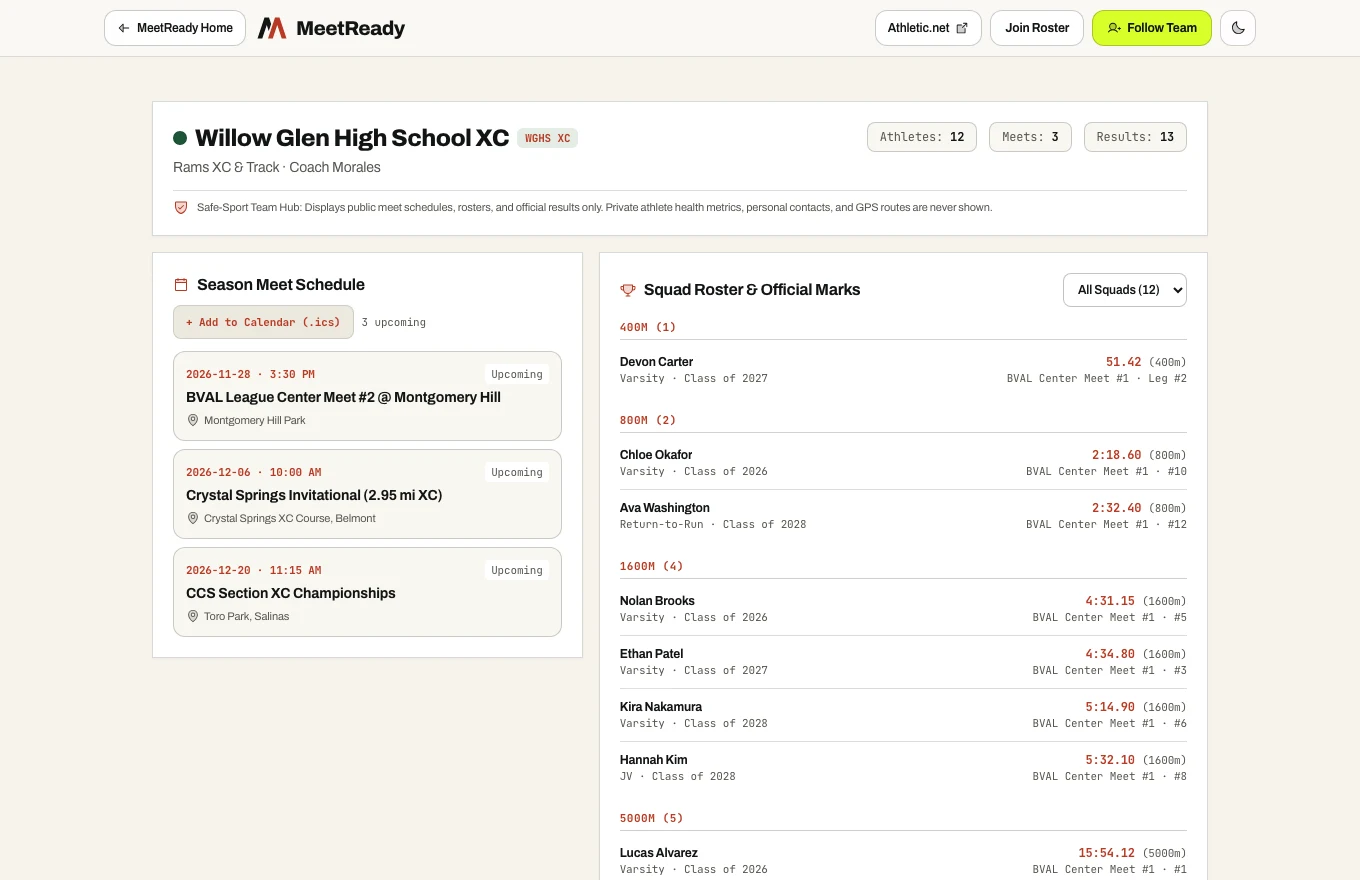 MeetReady Home
MeetReady
Athletic.net
Join Roster
Follow Team
Willow Glen High School XC
WGHS XC
Athletes: 12
Meets: 3
Results: 13
Rams XC & Track · Coach Morales
Safe-Sport Team Hub: Displays public meet schedules, rosters, and official results only. Private athlete health metrics, personal contacts, and GPS routes are never shown.
Season Meet Schedule
+ Add to Calendar (.ics)
3 upcoming
2026-11-28 · 3:30 PM
Upcoming
BVAL League Center Meet #2 @ Montgomery Hill
Montgomery Hill Park
2026-12-06 · 10:00 AM
Upcoming
Crystal Springs Invitational (2.95 mi XC)
Crystal Springs XC Course, Belmont
2026-12-20 · 11:15 AM
Upcoming
CCS Section XC Championships
Toro Park, Salinas
Squad Roster & Official Marks
All Squads (12)
400M (1)
Devon Carter
51.42 (400m)
Varsity · Class of 2027
BVAL Center Meet #1 · Leg #2
800M (2)
Chloe Okafor
2:18.60 (800m)
Varsity · Class of 2026
BVAL Center Meet #1 · #10
Ava Washington
2:32.40 (800m)
Return-to-Run · Class of 2028
BVAL Center Meet #1 · #12
1600M (4)
Nolan Brooks
4:31.15 (1600m)
Varsity · Class of 2026
BVAL Center Meet #1 · #5
Ethan Patel
4:34.80 (1600m)
Varsity · Class of 2027
BVAL Center Meet #1 · #3
Kira Nakamura
5:14.90 (1600m)
Varsity · Class of 2028
BVAL Center Meet #1 · #6
Hannah Kim
5:32.10 (1600m)
JV · Class of 2028
BVAL Center Meet #1 · #8
5000M (5)
Lucas Alvarez
15:54.12 (5000m)
Varsity · Class of 2026
BVAL Center Meet #1 · #1